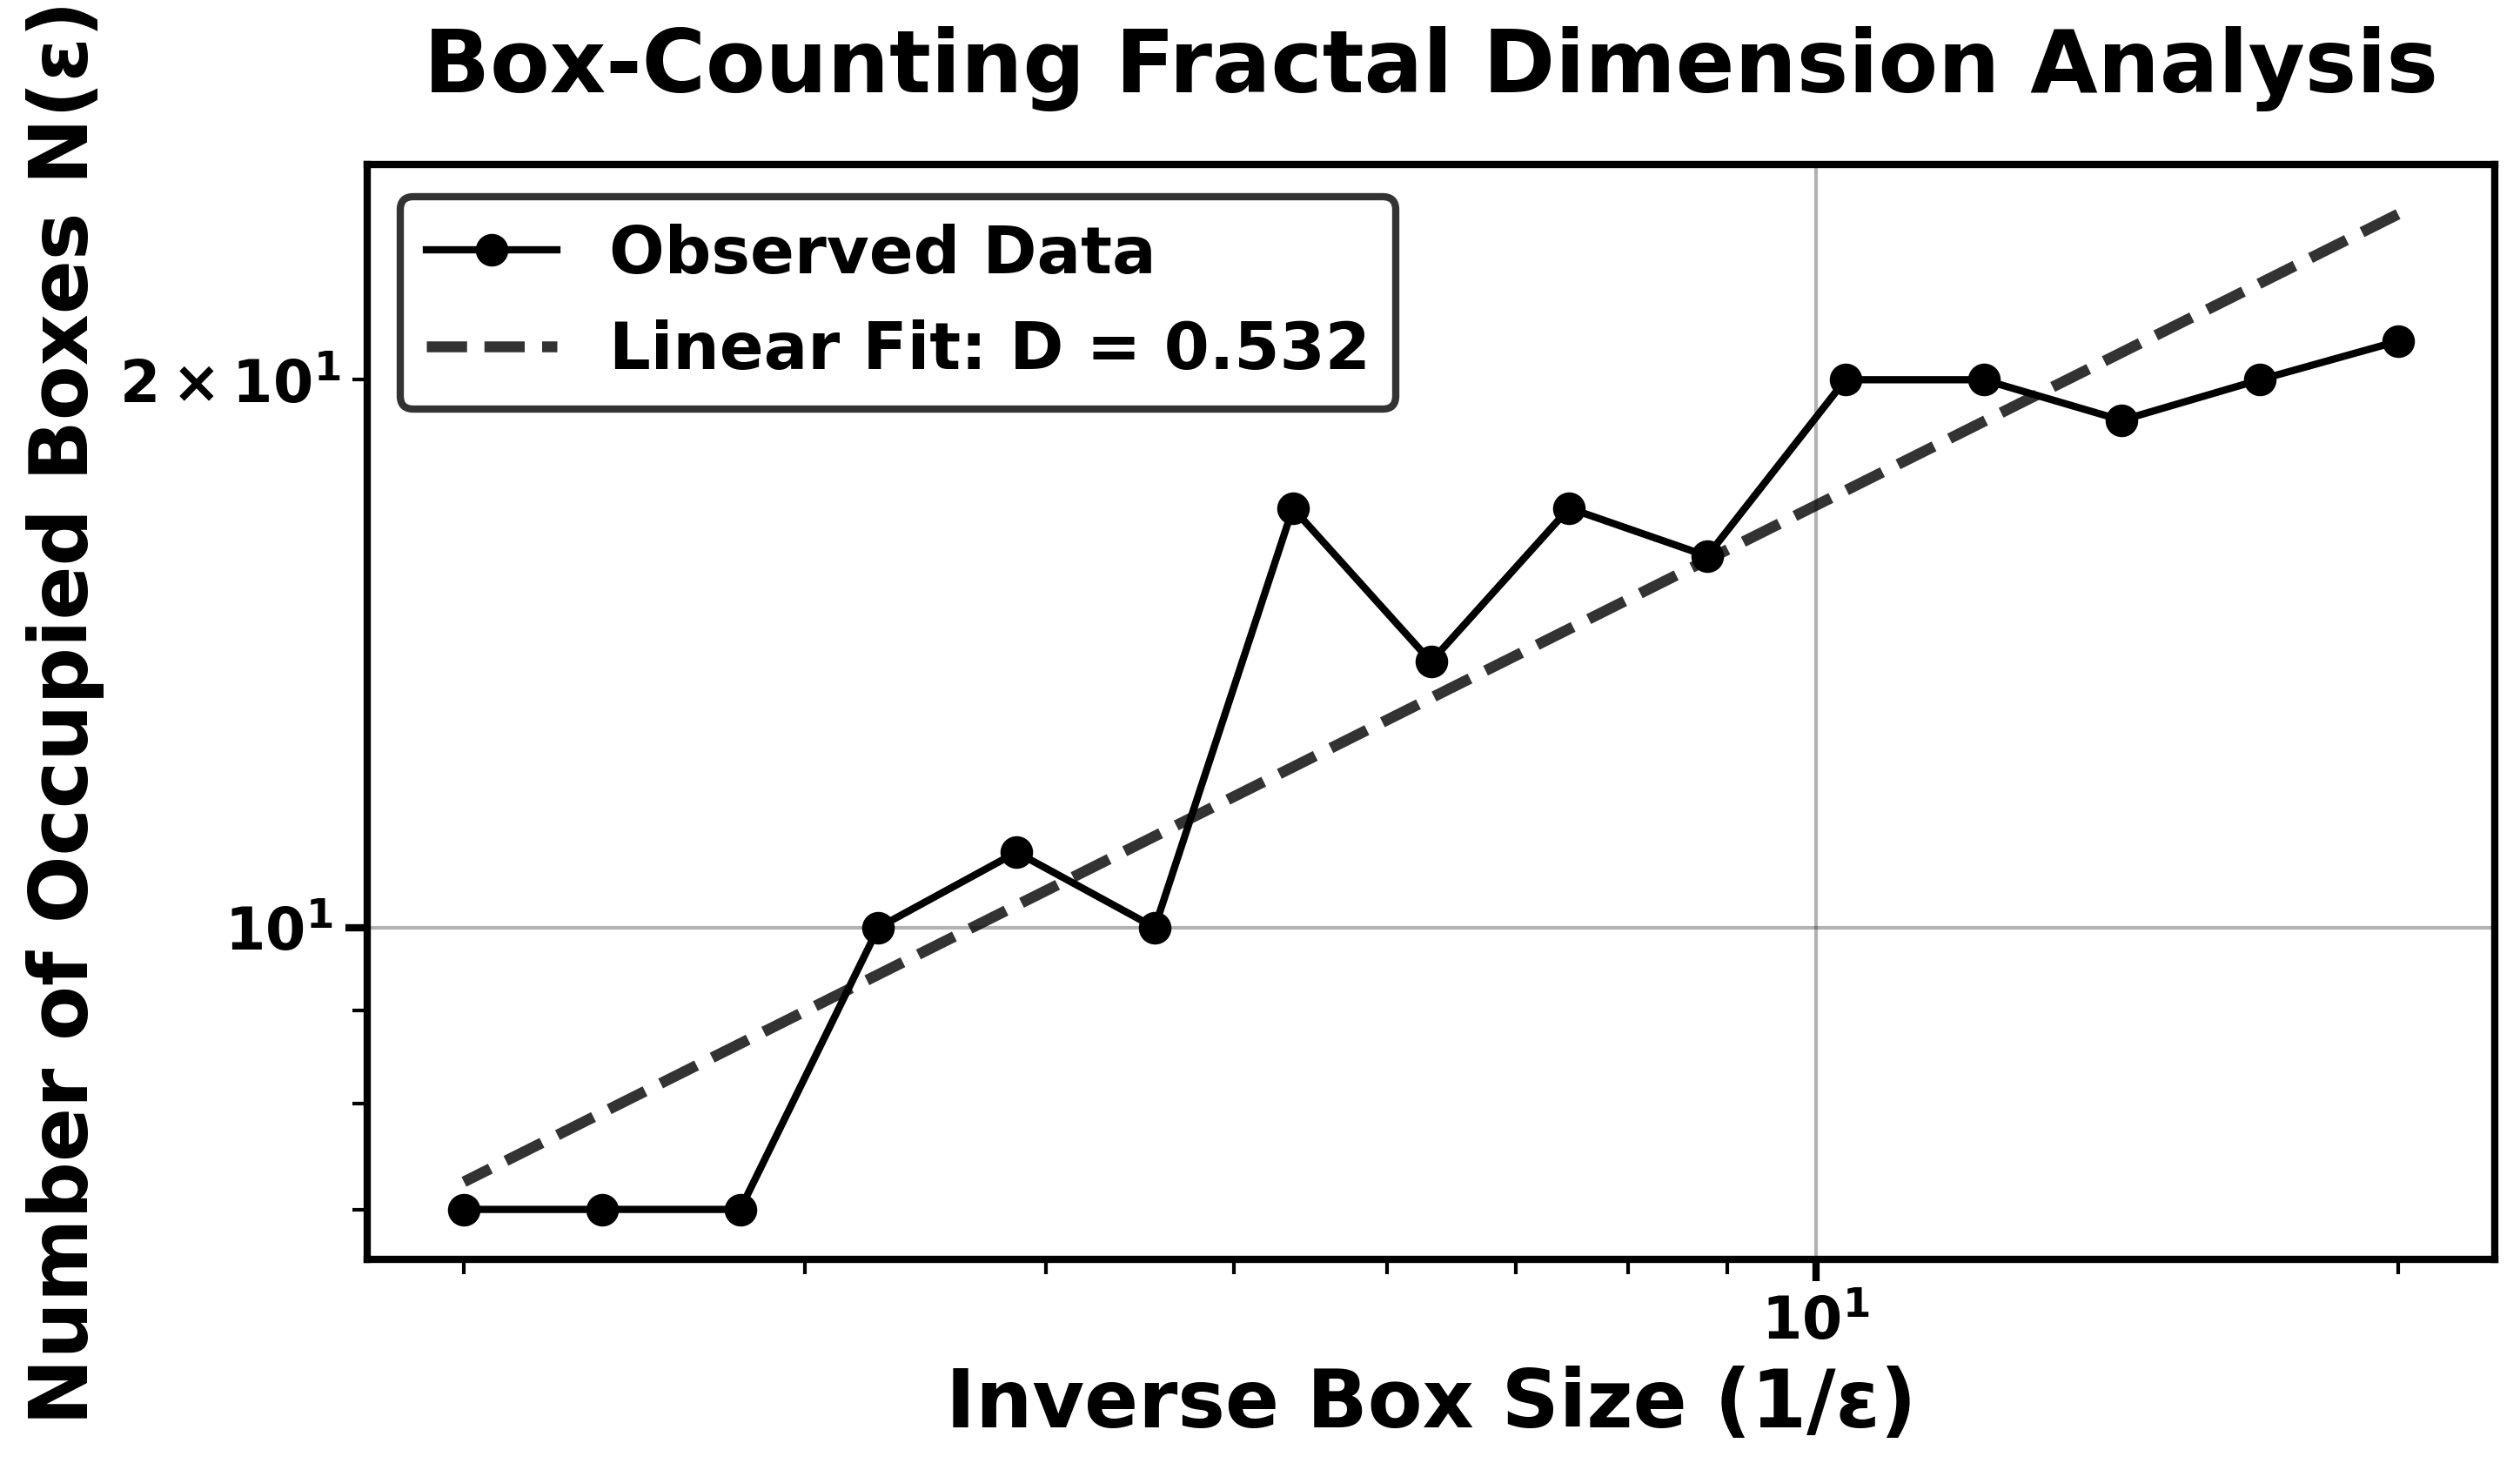 Box-Counting Fractal Dimension Analysis
Number of Occupied Boxes N(ε)
Observed Data
Linear Fit: D = 0.532
2 × 10¹
10¹
10¹
Inverse Box Size (1/ε)